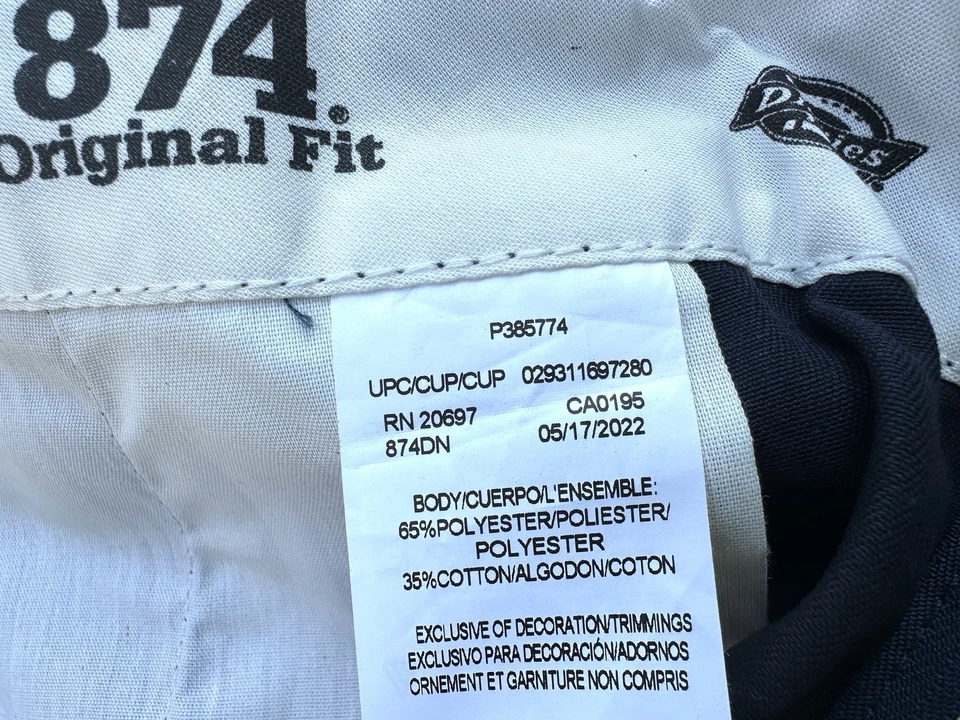 874®
Original Fit
Dickies
P385774
UPC/CUP/CUP 029311697280
RN 20697 CA0195
874DN 05/17/2022
BODY/CUERPO/L'ENSEMBLE:
65%POLYESTER/POLIESTER/
POLYESTER
35%COTTON/ALGODON/COTON
EXCLUSIVE OF DECORATION/TRIMMINGS
EXCLUSIVO PARA DECORACIÓN/ADORNOS
ORNEMENT ET GARNITURE NON COMPRIS